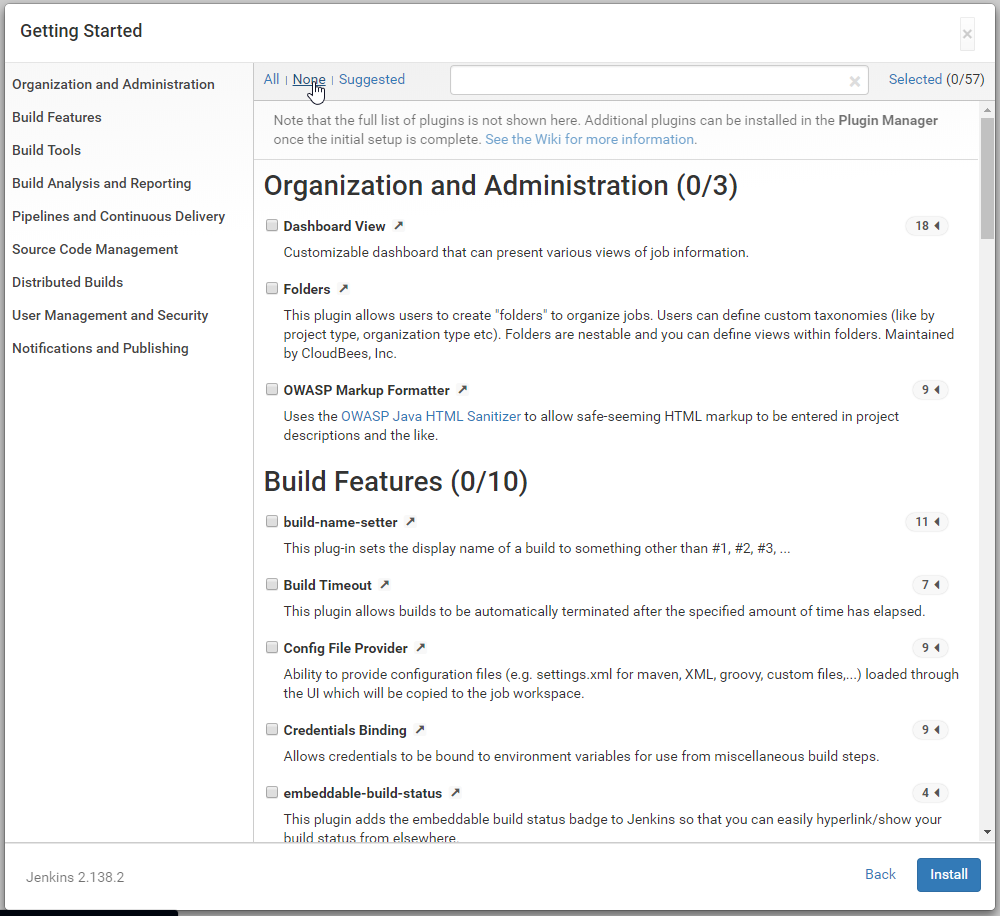 Getting Started
×
Organization and Administration
Build Features
Build Tools
Build Analysis and Reporting
Pipelines and Continuous Delivery
Source Code Management
Distributed Builds
User Management and Security
Notifications and Publishing
All | None | Suggested
Selected (0/57)
Note that the full list of plugins is not shown here. Additional plugins can be installed in the Plugin Manager
once the initial setup is complete. See the Wiki for more information.
Organization and Administration (0/3)
Dashboard View 18
Customizable dashboard that can present various views of job information.
Folders
This plugin allows users to create "folders" to organize jobs. Users can define custom taxonomies (like by
project type, organization type etc). Folders are nestable and you can define views within folders. Maintained
by CloudBees, Inc.
OWASP Markup Formatter 9
Uses the OWASP Java HTML Sanitizer to allow safe-seeming HTML markup to be entered in project
descriptions and the like.
Build Features (0/10)
build-name-setter 11
This plug-in sets the display name of a build to something other than #1, #2, #3, ...
Build Timeout 7
This plugin allows builds to be automatically terminated after the specified amount of time has elapsed.
Config File Provider 9
Ability to provide configuration files (e.g. settings.xml for maven, XML, groovy, custom files,...) loaded through
the UI which will be copied to the job workspace.
Credentials Binding 9
Allows credentials to be bound to environment variables for use from miscellaneous build steps.
embeddable-build-status 4
This plugin adds the embeddable build status badge to Jenkins so that you can easily hyperlink/show your
build status from elsewhere.
Jenkins 2.138.2
Back
Install